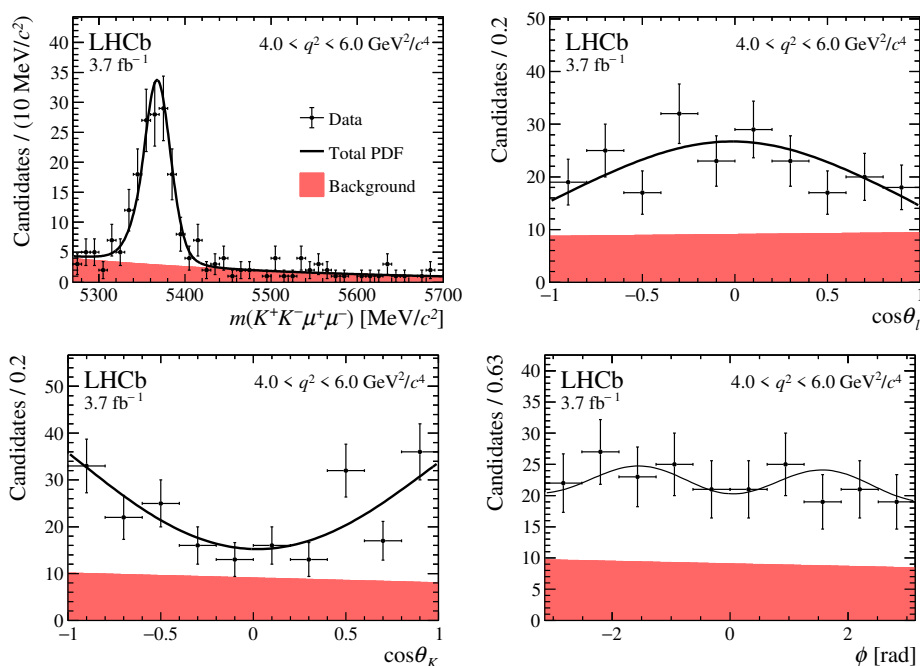 LHCb
3.7 fb⁻¹
4.0 < q² < 6.0 GeV²/c⁴
Candidates / (10 MeV/c²)
40
35
30
25
20
15
10
5
0
Data
Total PDF
Background
5300 5400 5500 5600 5700
m(K⁺K⁻μ⁺μ⁻) [MeV/c²]
LHCb
3.7 fb⁻¹
4.0 < q² < 6.0 GeV²/c⁴
Candidates / 0.2
50
40
30
20
10
0
−1 −0.5 0 0.5 1
cosθ_l
LHCb
3.7 fb⁻¹
4.0 < q² < 6.0 GeV²/c⁴
Candidates / 0.2
50
40
30
20
10
0
−1 −0.5 0 0.5 1
cosθ_K
LHCb
3.7 fb⁻¹
4.0 < q² < 6.0 GeV²/c⁴
Candidates / 0.63
40
35
30
25
20
15
10
5
0
−2 0 2
ϕ [rad]